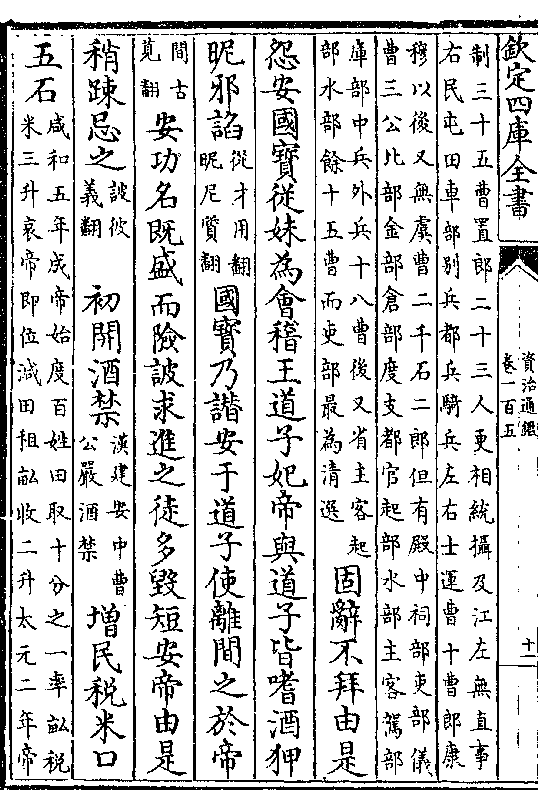 欽定四庫全書
資治通鑑
卷一百五
十二
制三十五曹置郎二十三人更相統攝及江左無直事
右民屯田車部别兵都兵騎兵左右士運曹十曹郎康
穆以後又無虞曹二千石二郎但有殿中祠部吏部儀
曹三公比部金部倉部度支都官起部水部主客駕部
庫部中兵外兵十八曹後又省主客起
部水部餘十五曹而吏部最為清選
固辭不拜由是
怨安國寶從妹為會稽王道子妃帝與道子皆嗜酒狎
昵邪諂
從才用翻
昵尼質翻
國寶乃譖安于道子使離間之於帝
間古
莧翻
安功名既盛而險詖求進之徒多毁短安帝由是
稍踈忌之
詖彼
義翻
初開酒禁
漢建安中曹
公嚴酒禁
增民税米口
五石
咸和五年成帝始度百姓田取十分之一率畝税
米三升哀帝即位減田租畝收二升太元二年帝